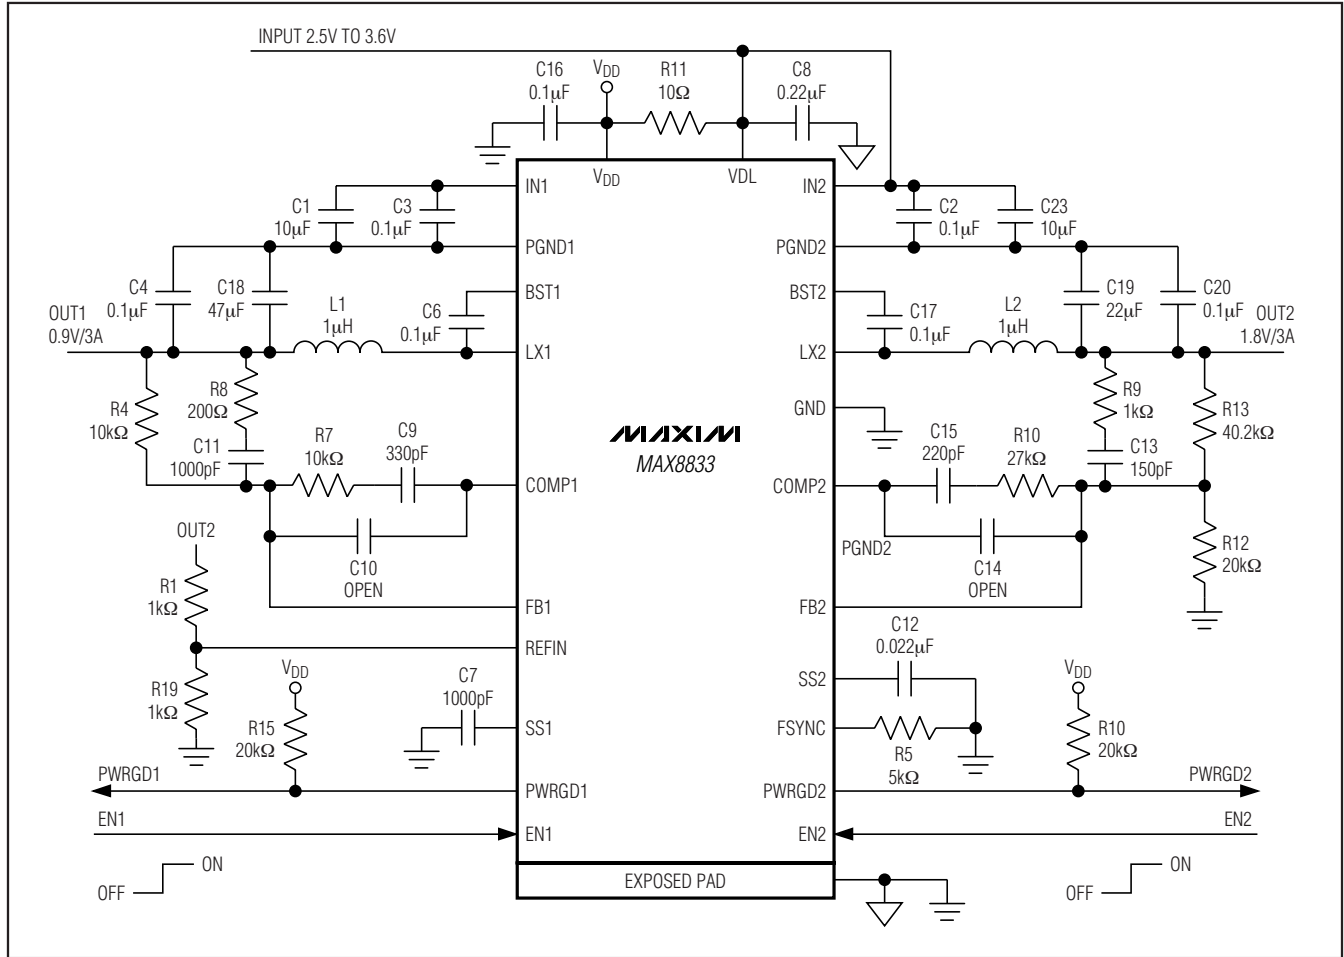 INPUT 2.5V TO 3.6V
C16
0.1μF
VDD
R11
10Ω
C8
0.22μF
VDD
VDL
IN1
IN2
C1
10μF
C3
0.1μF
C2
0.1μF
C23
10μF
PGND1
PGND2
C4
0.1μF
C18
47μF
L1
1μH
C6
0.1μF
BST1
BST2
C17
0.1μF
L2
1μH
C19
22μF
C20
0.1μF
OUT1
0.9V/3A
OUT2
1.8V/3A
LX1
LX2
R4
10kΩ
R8
200Ω
C11
1000pF
R7
10kΩ
C9
330pF
GND
MAXIM
MAX8833
C15
220pF
R10
27kΩ
R9
1kΩ
C13
150pF
R13
40.2kΩ
COMP1
COMP2
OUT2
C10
OPEN
PGND2
C14
OPEN
R12
20kΩ
R1
1kΩ
FB1
FB2
REFIN
C12
0.022μF
R19
1kΩ
VDD
R15
20kΩ
C7
1000pF
SS1
SS2
FSYNC
R5
5kΩ
VDD
R10
20kΩ
PWRGD1
PWRGD1
PWRGD2
PWRGD2
EN1
EN1
EN2
EN2
OFF
ON
EXPOSED PAD
OFF
ON